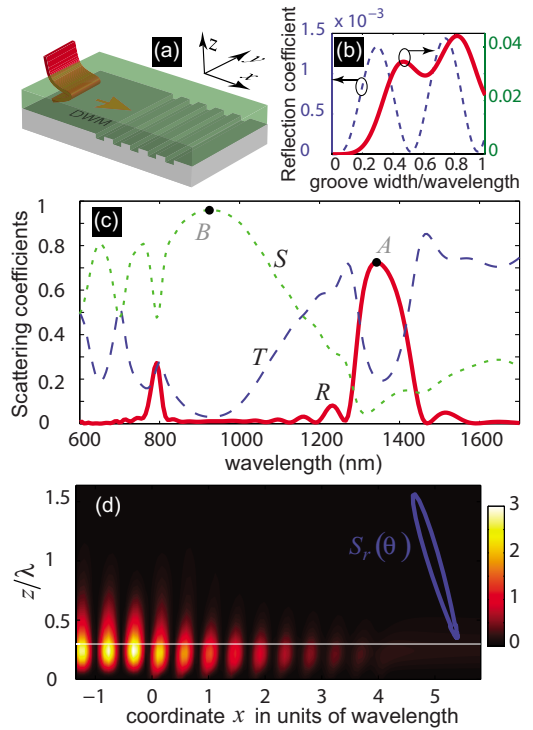 (a)
z
y
x
DWM
(b)
1.5
× 10⁻³
1
0.5
0
0.04
0.02
0
0
0.2
0.4
0.6
0.8
1
Reflection coefficient
groove width/wavelength
(c)
1
0.8
0.6
0.4
0.2
0
B
S
A
T
R
600
800
1000
1200
1400
1600
Scattering coefficients
wavelength (nm)
(d)
1.5
1
0.5
0
z/λ
Sᵣ(θ)
3
2
1
0
−1
0
1
2
3
4
5
coordinate x in units of wavelength